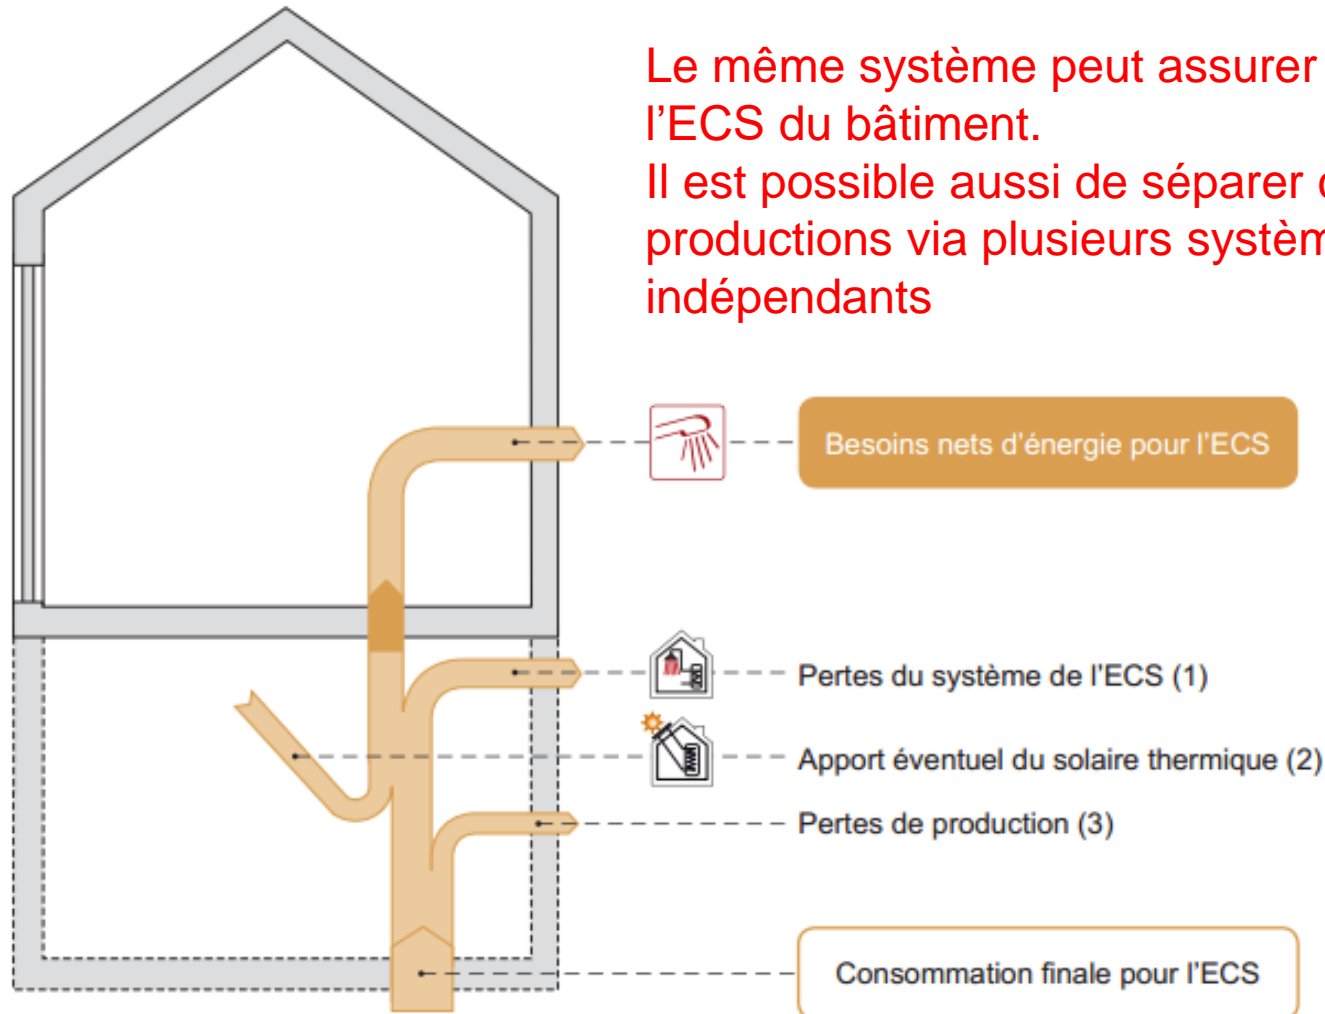 Le même système peut assurer
l'ECS du bâtiment.
Il est possible aussi de séparer
productions via plusieurs
indépendants
Besoins nets d'énergie pour l'ECS
Pertes du système de l'ECS (1)
Apport éventuel du solaire thermique (2)
Pertes de production (3)
Consommation finale pour l'ECS